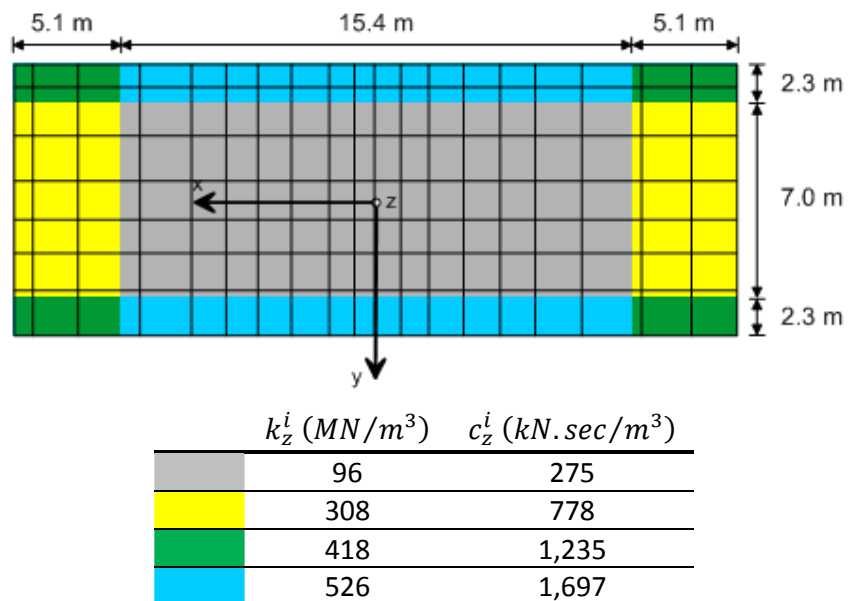 5.1 m 15.4 m 5.1 m
2.3 m
7.0 m
x z
2.3 m
y
k_z^i (MN/m^3) c_z^i (kN.sec/m^3)
96 275
308 778
418 1,235
526 1,697